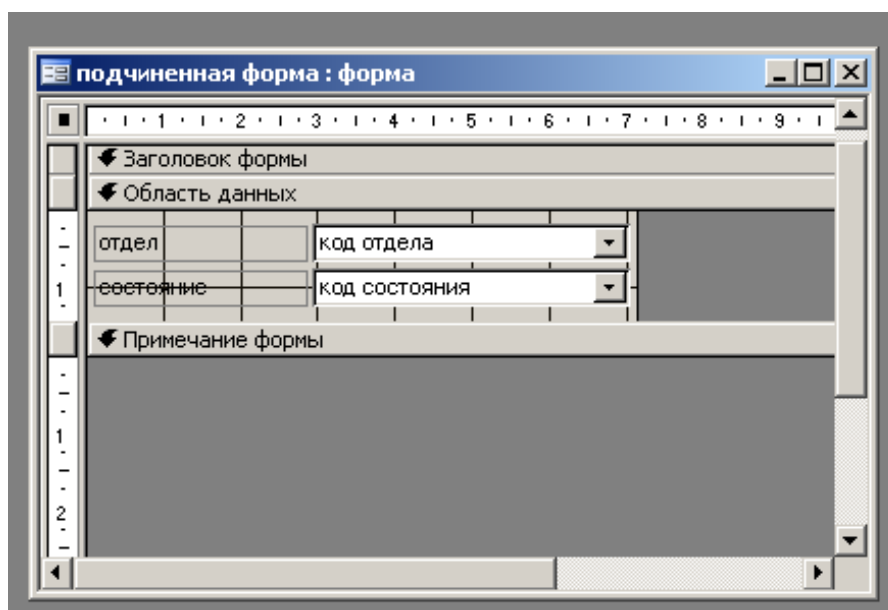 подчиненная форма : форма
1 2 3 4 5 6 7 8 9
Заголовок формы
Область данных
отдел код отдела
1 состояние код состояния
Примечание формы
1
2